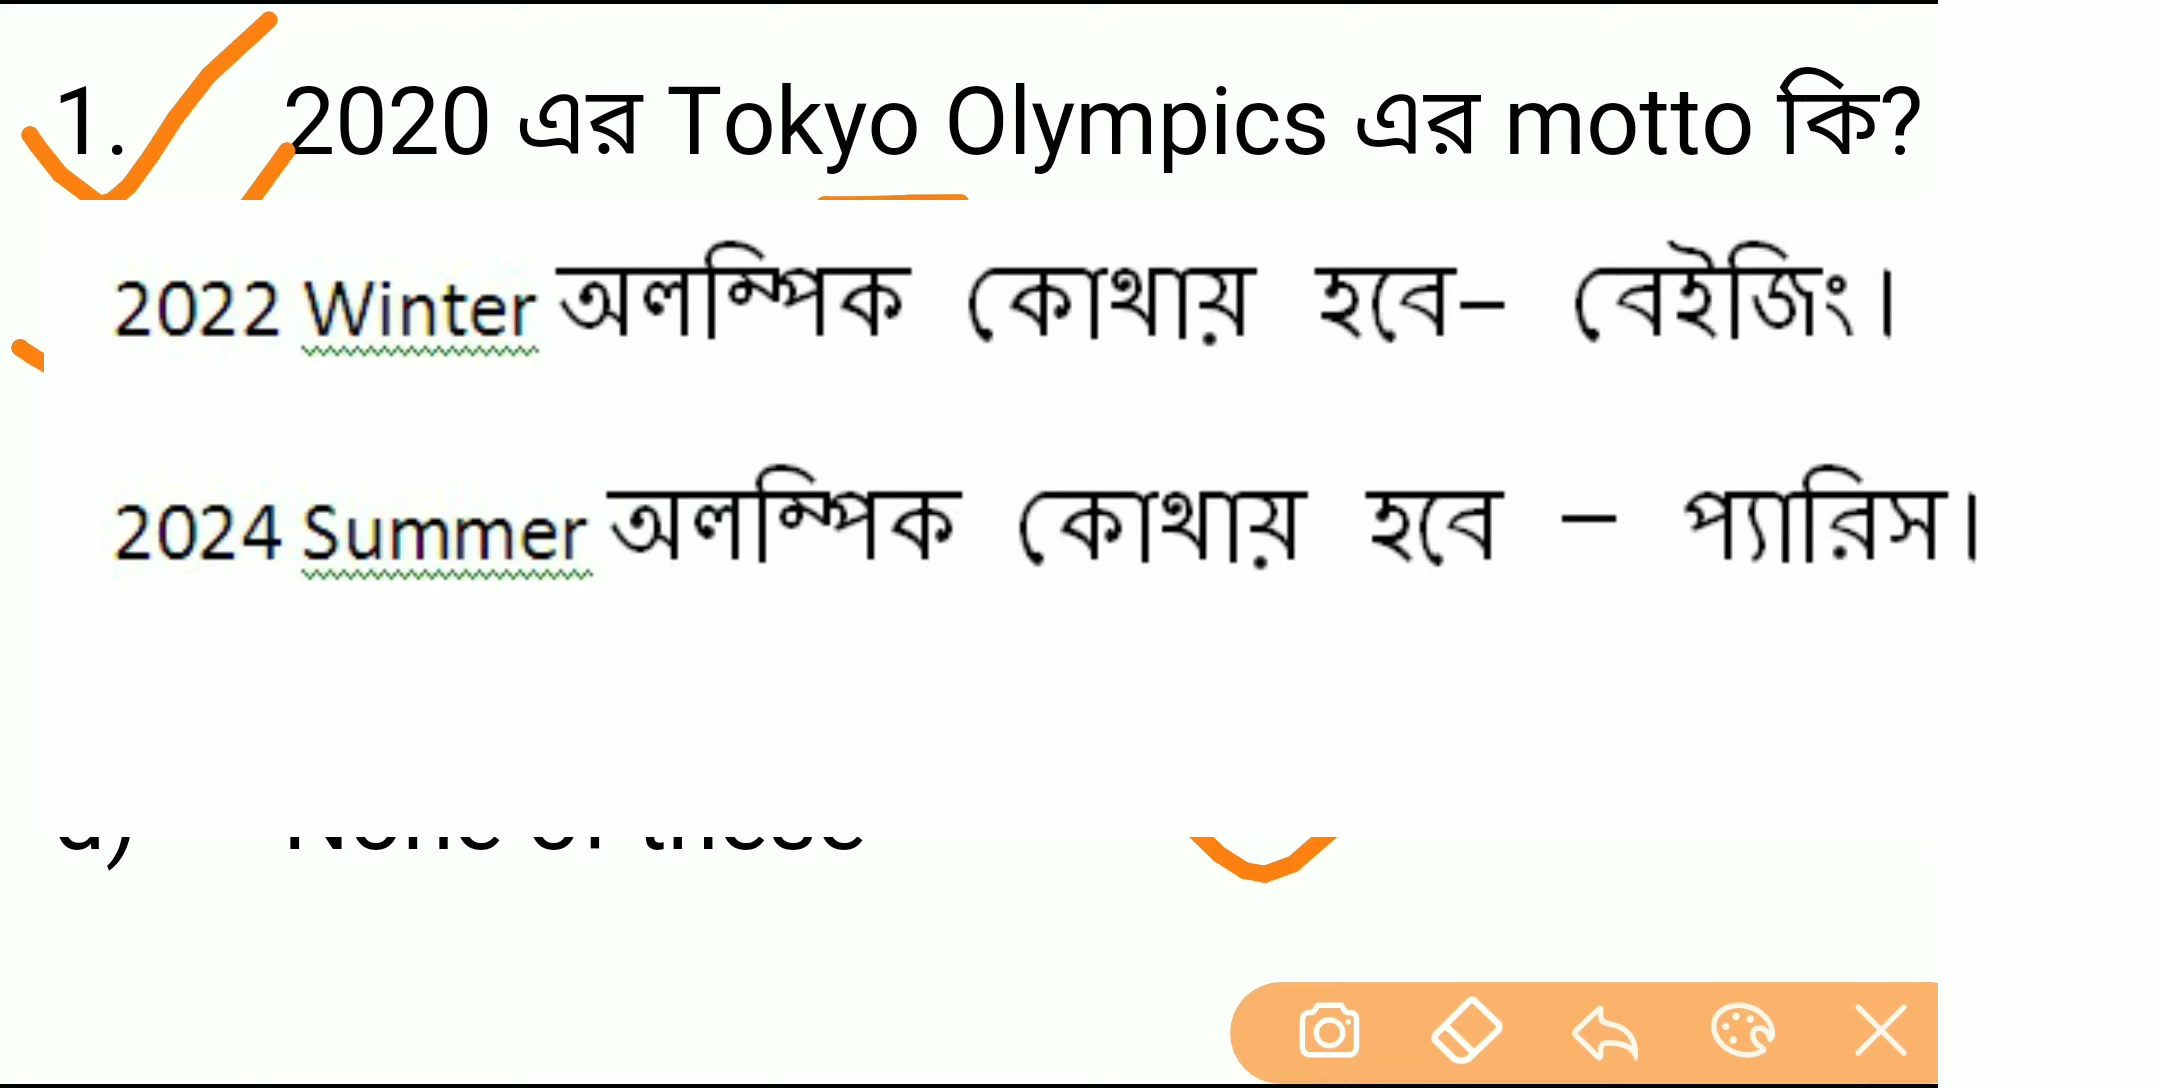 1. 2020 এর Tokyo Olympics এর motto কি?
2022 Winter অলম্পিক কোথায় হবে– বেইজিং।
2024 Summer অলম্পিক কোথায় হবে – প্যারিস।